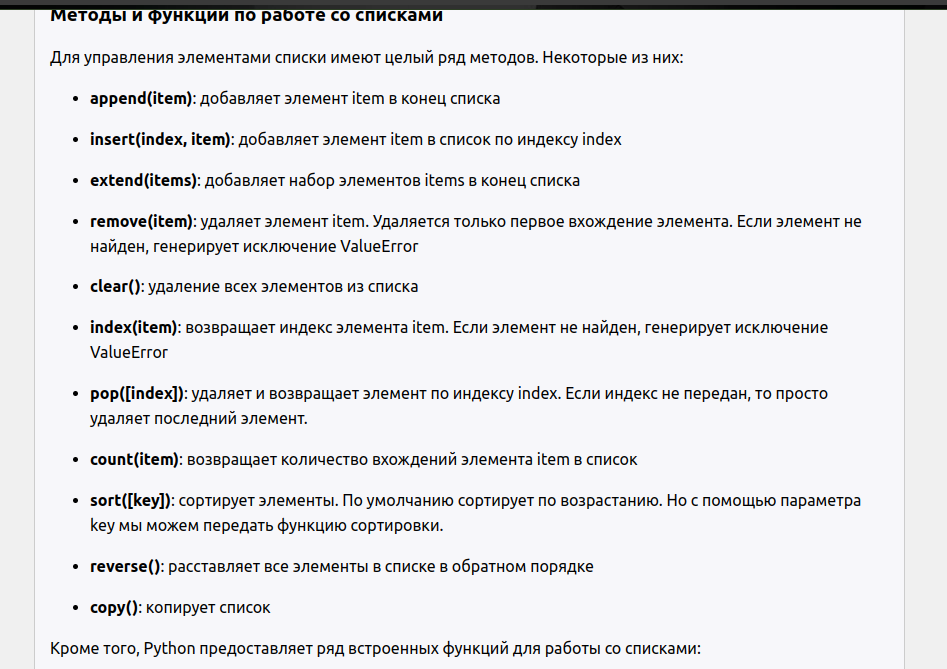 Методы и функции по работе со списками
Для управления элементами списки имеют целый ряд методов. Некоторые из них:
• append(item): добавляет элемент item в конец списка
• insert(index, item): добавляет элемент item в список по индексу index
• extend(items): добавляет набор элементов items в конец списка
• remove(item): удаляет элемент item. Удаляется только первое вхождение элемента. Если элемент не
найден, генерирует исключение ValueError
• clear(): удаление всех элементов из списка
• index(item): возвращает индекс элемента item. Если элемент не найден, генерирует исключение
ValueError
• pop([index]): удаляет и возвращает элемент по индексу index. Если индекс не передан, то просто
удаляет последний элемент.
• count(item): возвращает количество вхождений элемента item в список
• sort([key]): сортирует элементы. По умолчанию сортирует по возрастанию. Но с помощью параметра
key мы можем передать функцию сортировки.
• reverse(): расставляет все элементы в списке в обратном порядке
• copy(): копирует список
Кроме того, Python предоставляет ряд встроенных функций для работы со списками: